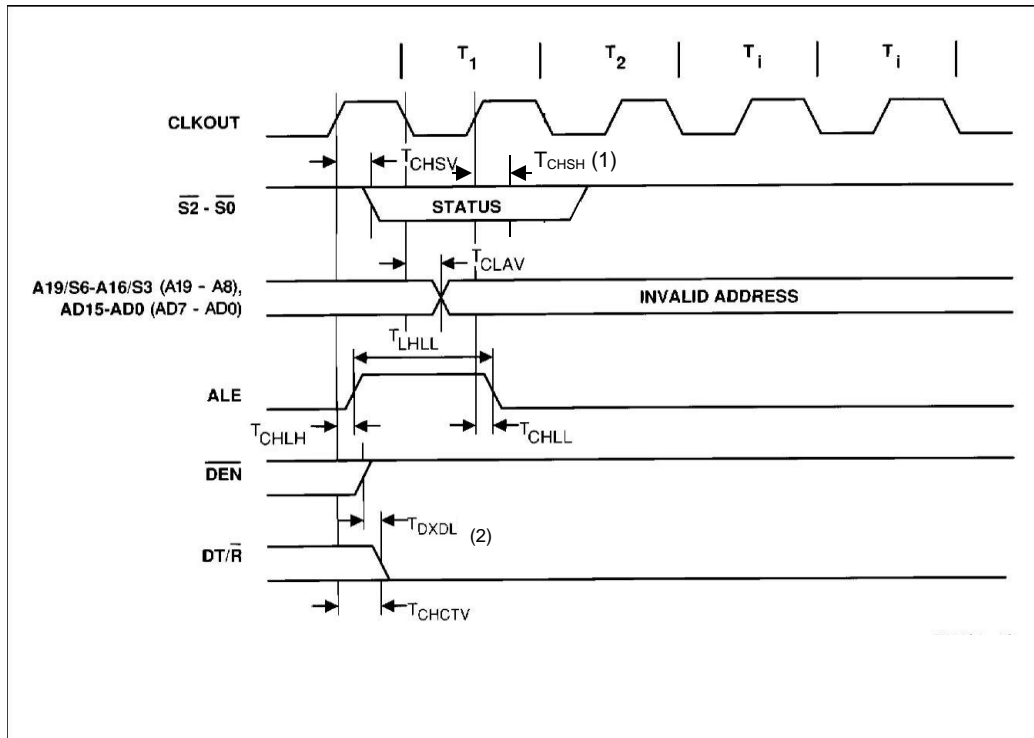 T1 T2 Ti Ti
CLKOUT
TCHSV TCHSH (1)
S2 - S0
STATUS
TCLAV
A19/S6-A16/S3 (A19 - A8),
AD15-AD0 (AD7 - AD0)
INVALID ADDRESS
TLHLL
ALE
TCHLH TCHLL
DEN
TDXDL (2)
DT/R
TCHCTV